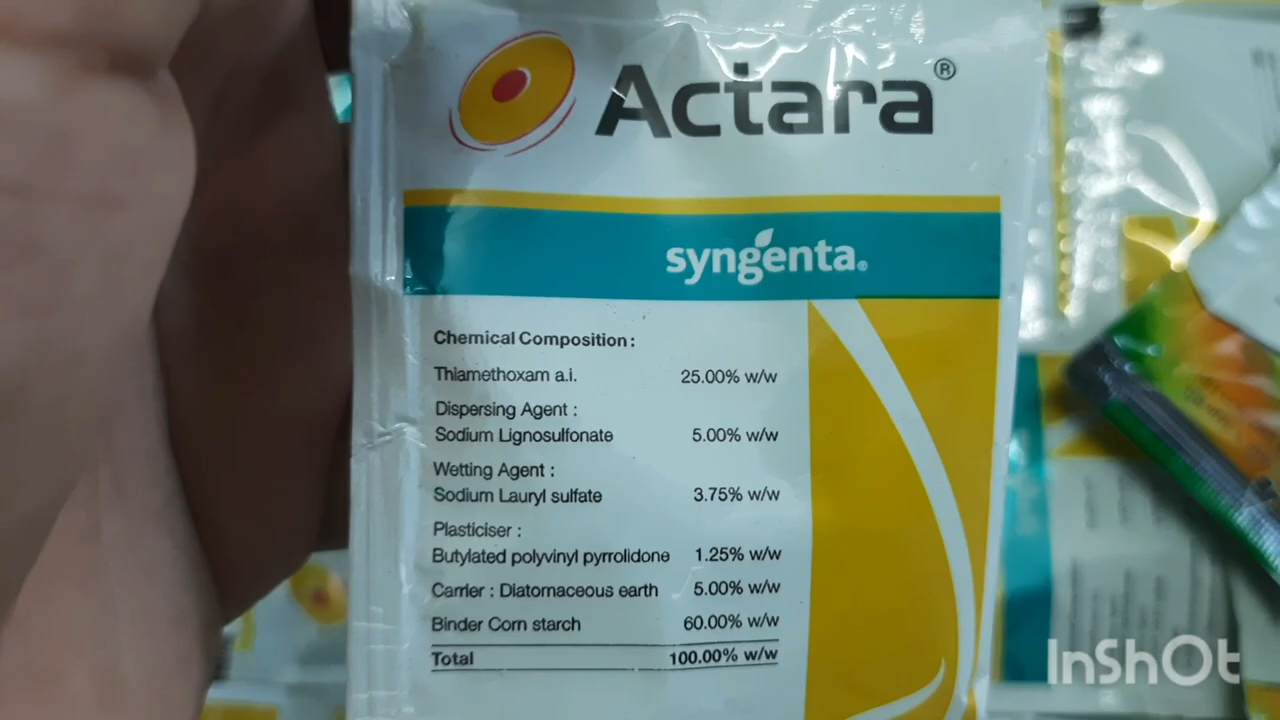 Actara®
syngenta®
Chemical Composition :
Thiamethoxam a.i. 25.00% w/w
Dispersing Agent :
Sodium Lignosulfonate 5.00% w/w
Wetting Agent :
Sodium Lauryl sulfate 3.75% w/w
Plasticiser :
Butylated polyvinyl pyrrolidone 1.25% w/w
Carrier : Diatomaceous earth 5.00% w/w
Binder Corn starch 60.00% w/w
Total 100.00% w/w
InShOt